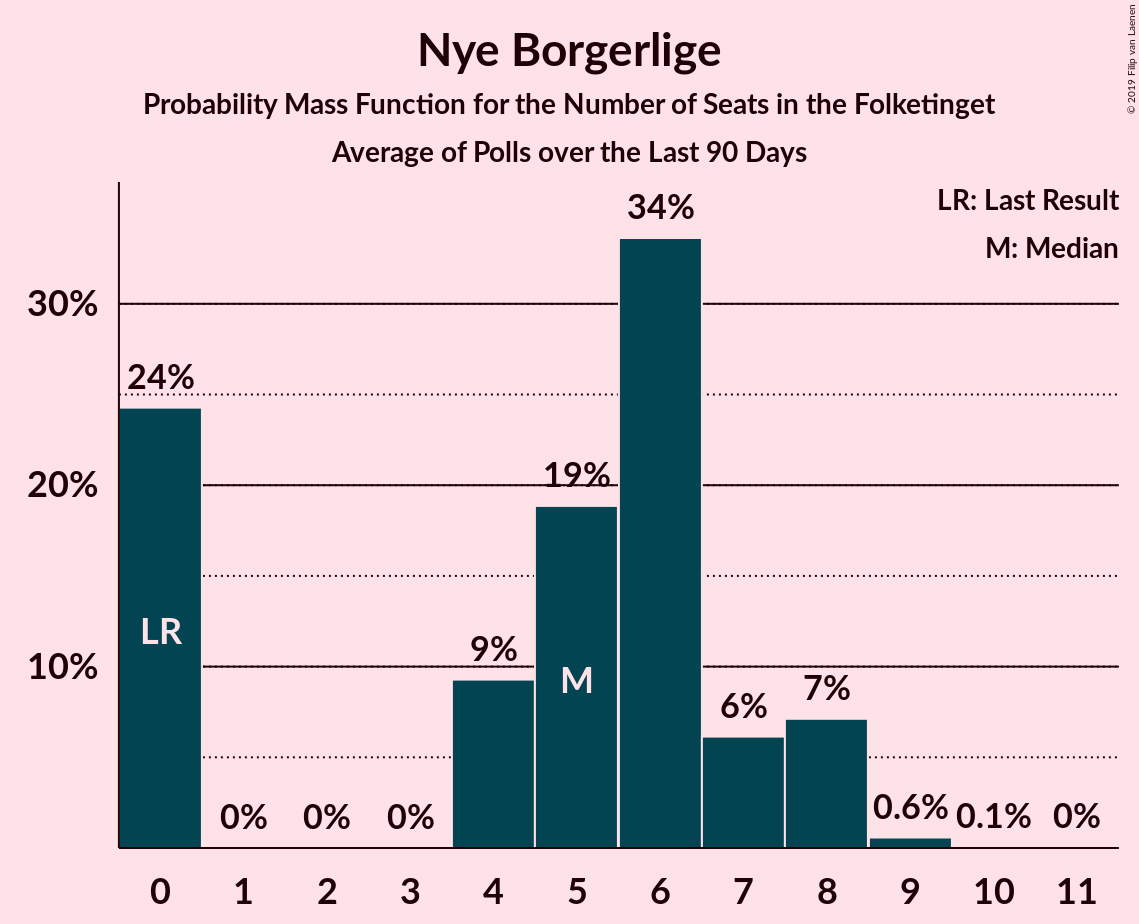 Nye Borgerlige
Probability Mass Function for the Number of Seats in the Folketinget
Average of Polls over the Last 90 Days
© 2019 Filip van Laenen
LR: Last Result
M: Median
34%
30%
24%
20%
19%
LR
10%
9%
M
6%
7%
0%
0%
0%
0.6%
0.1%
0%
0 1 2 3 4 5 6 7 8 9 10 11